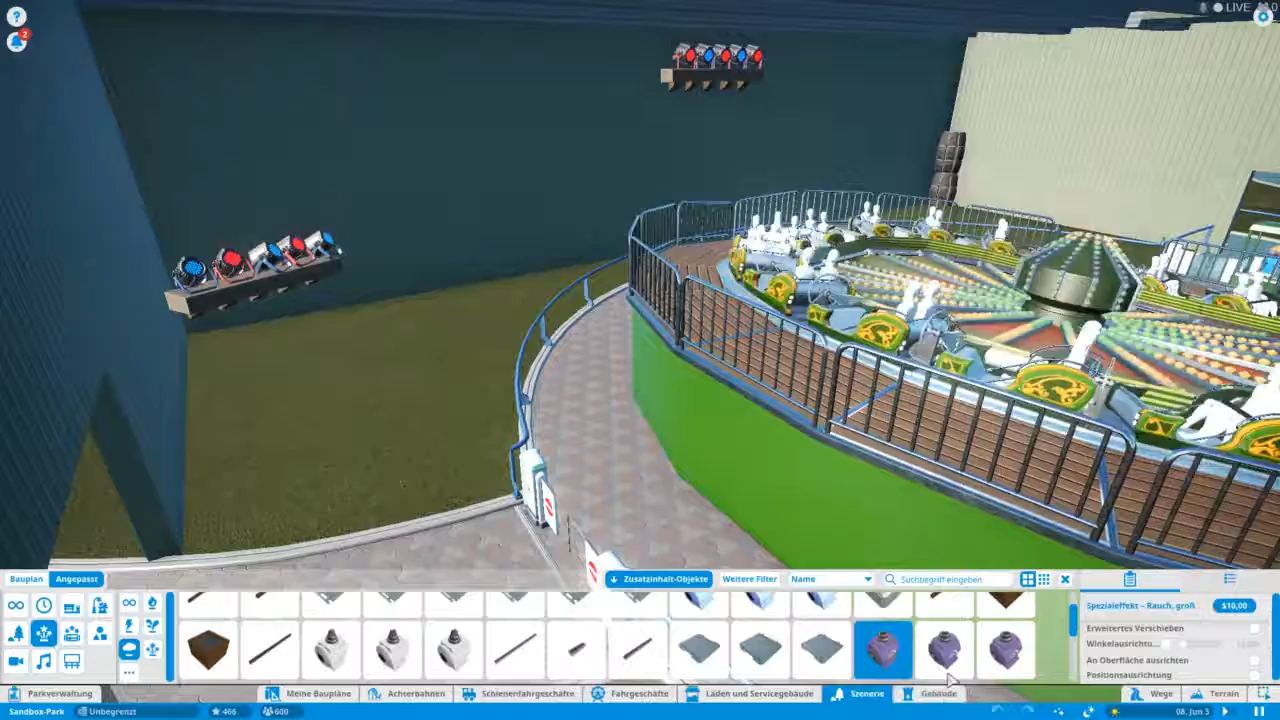 LIVE
2
Bauplan Angepasst
Zusatzinhalt-Objekte Weitere Filter Name Suchbegriff eingeben
Spezialeffekt – Rauch, groß $10,00
Erweitertes Verschieben
Winkelausrichtu...
An Oberfläche ausrichten
Positionsausrichtung
Parkverwaltung Meine Baupläne Achterbahnen Schienenfahrgeschäfte Fahrgeschäfte Läden und Servicegebäude Szenerie Gebäude Wege Terrain
Sandbox-Park Unbegrenzt 466 600 08. Jun 3